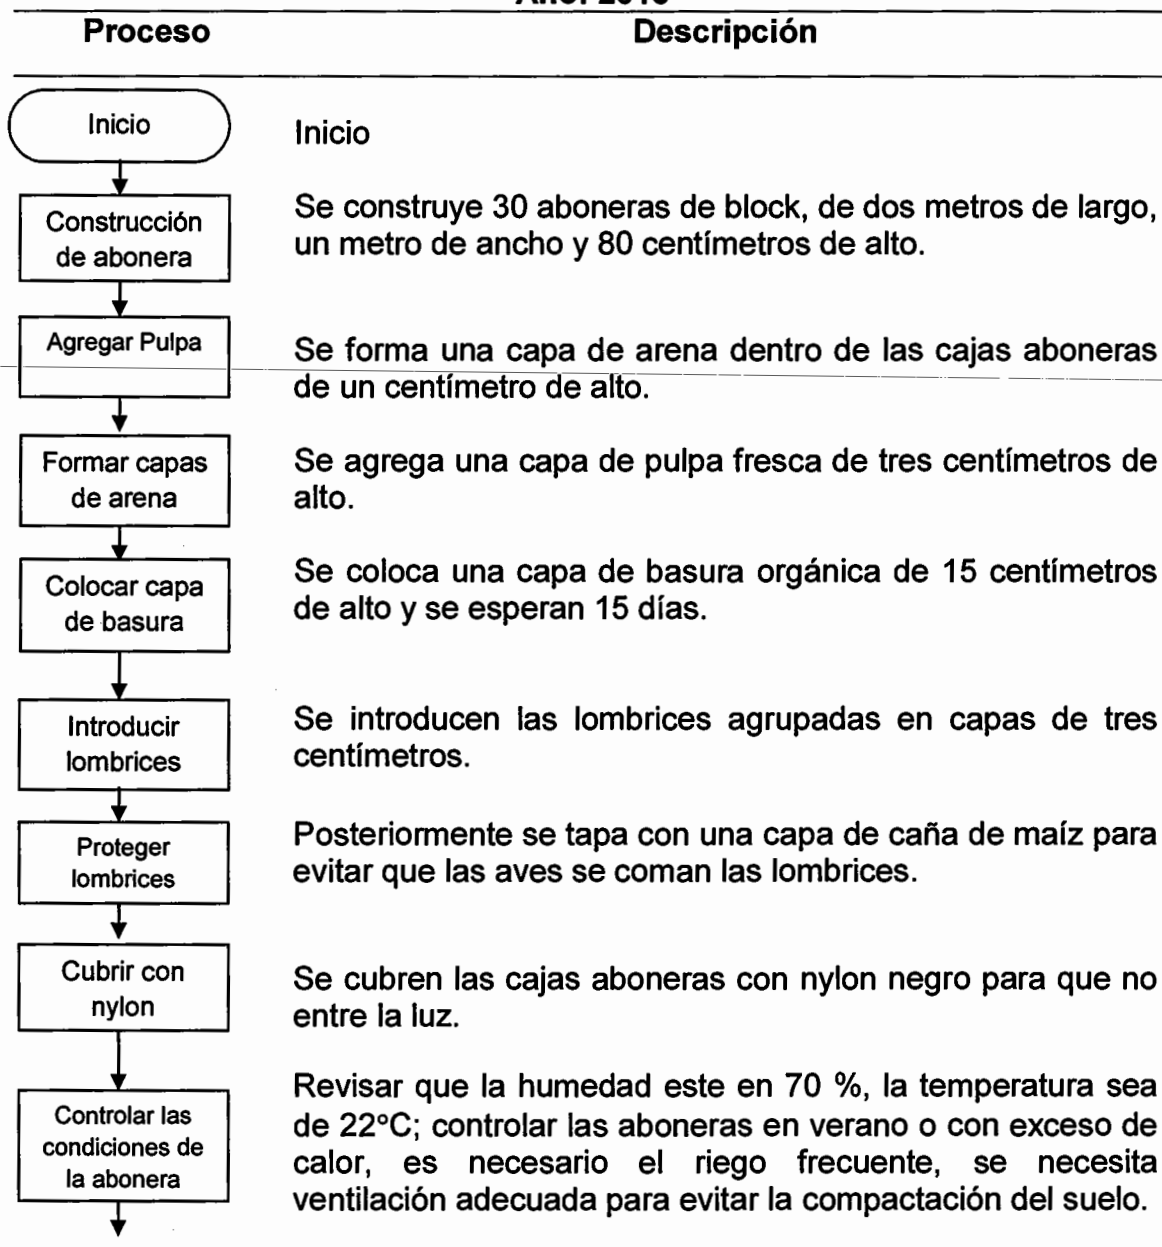 Proceso Descripción
Inicio
Inicio
Construcción
de abonera
Se construye 30 aboneras de block, de dos metros de largo,
un metro de ancho y 80 centímetros de alto.
Agregar Pulpa
Se forma una capa de arena dentro de las cajas aboneras
de un centímetro de alto.
Formar capas
de arena
Se agrega una capa de pulpa fresca de tres centímetros de
alto.
Colocar capa
de basura
Se coloca una capa de basura orgánica de 15 centímetros
de alto y se esperan 15 días.
Introducir
lombrices
Se introducen las lombrices agrupadas en capas de tres
centímetros.
Proteger
lombrices
Posteriormente se tapa con una capa de caña de maíz para
evitar que las aves se coman las lombrices.
Cubrir con
nylon
Se cubren las cajas aboneras con nylon negro para que no
entre la luz.
Controlar las
condiciones de
la abonera
Revisar que la humedad este en 70 %, la temperatura sea
de 22°C; controlar las aboneras en verano o con exceso de
calor, es necesario el riego frecuente, se necesita
ventilación adecuada para evitar la compactación del suelo.